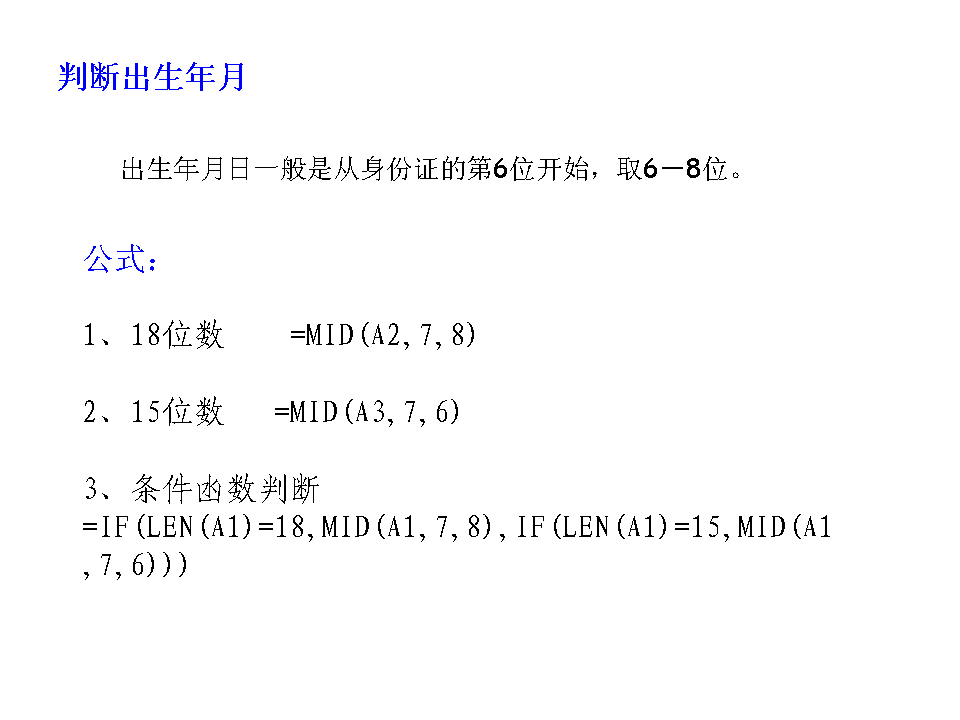 判断出生年月
出生年月日一般是从身份证的第6位开始，取6－8位。
公式：
1、18位数 =MID(A2,7,8)
2、15位数 =MID(A3,7,6)
3、条件函数判断
=IF(LEN(A1)=18,MID(A1,7,8),IF(LEN(A1)=15,MID(A1
,7,6)))